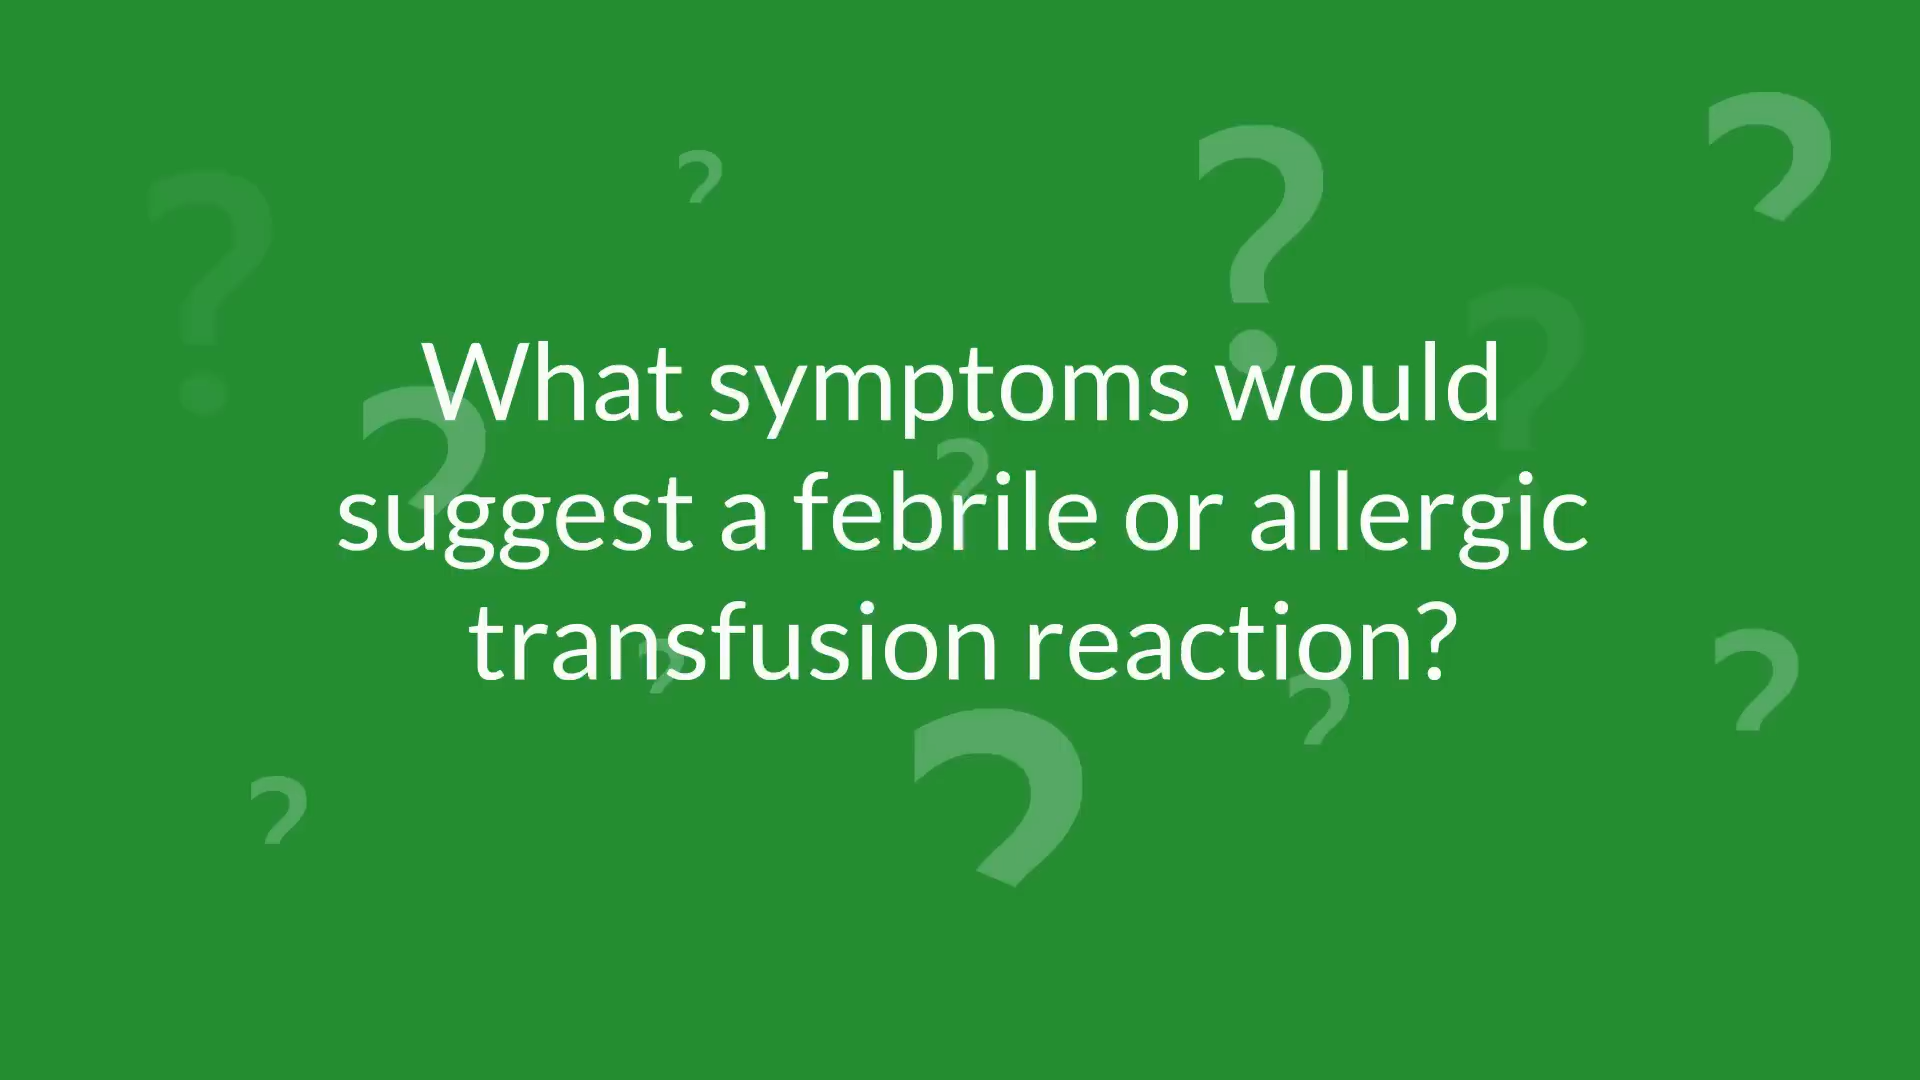 What symptoms would
suggest a febrile or allergic
transfusion reaction?